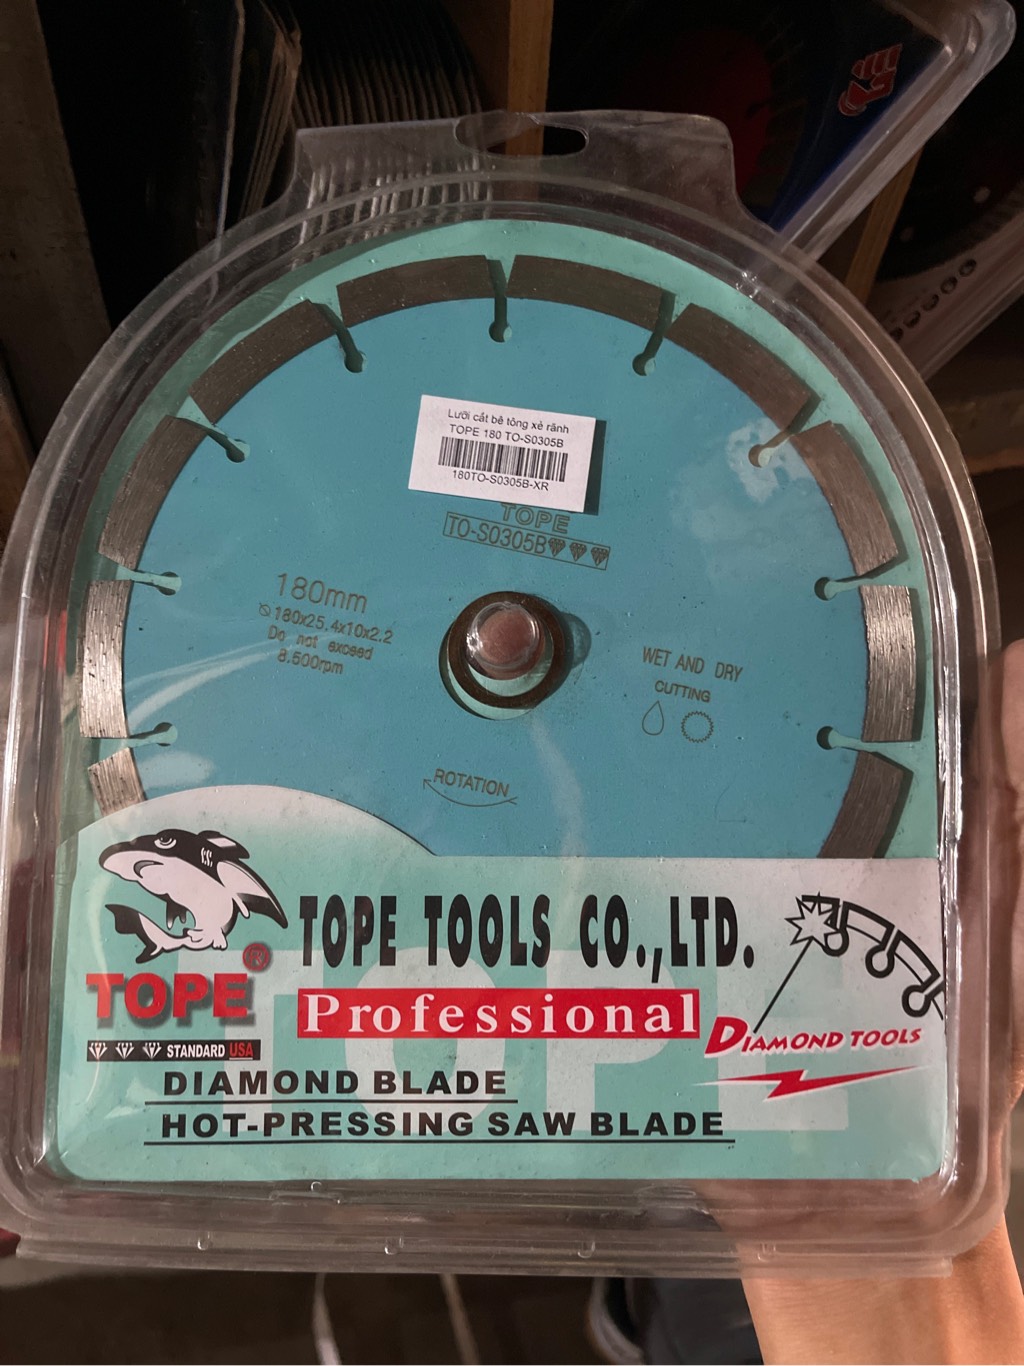 Lưỡi cắt bê tông xẻ rãnh
TOPE 180 TO-S0305B
180TO-S0305B-XR
TOPE
TO-S0305B
180mm
⌀180x25.4x10x2.2
Do not exceed
8.500rpm
WET AND DRY
CUTTING
ROTATION
TOPE®
STANDARD USA
TOPE TOOLS CO.,LTD.
Professional
DIAMOND TOOLS
DIAMOND BLADE
HOT-PRESSING SAW BLADE